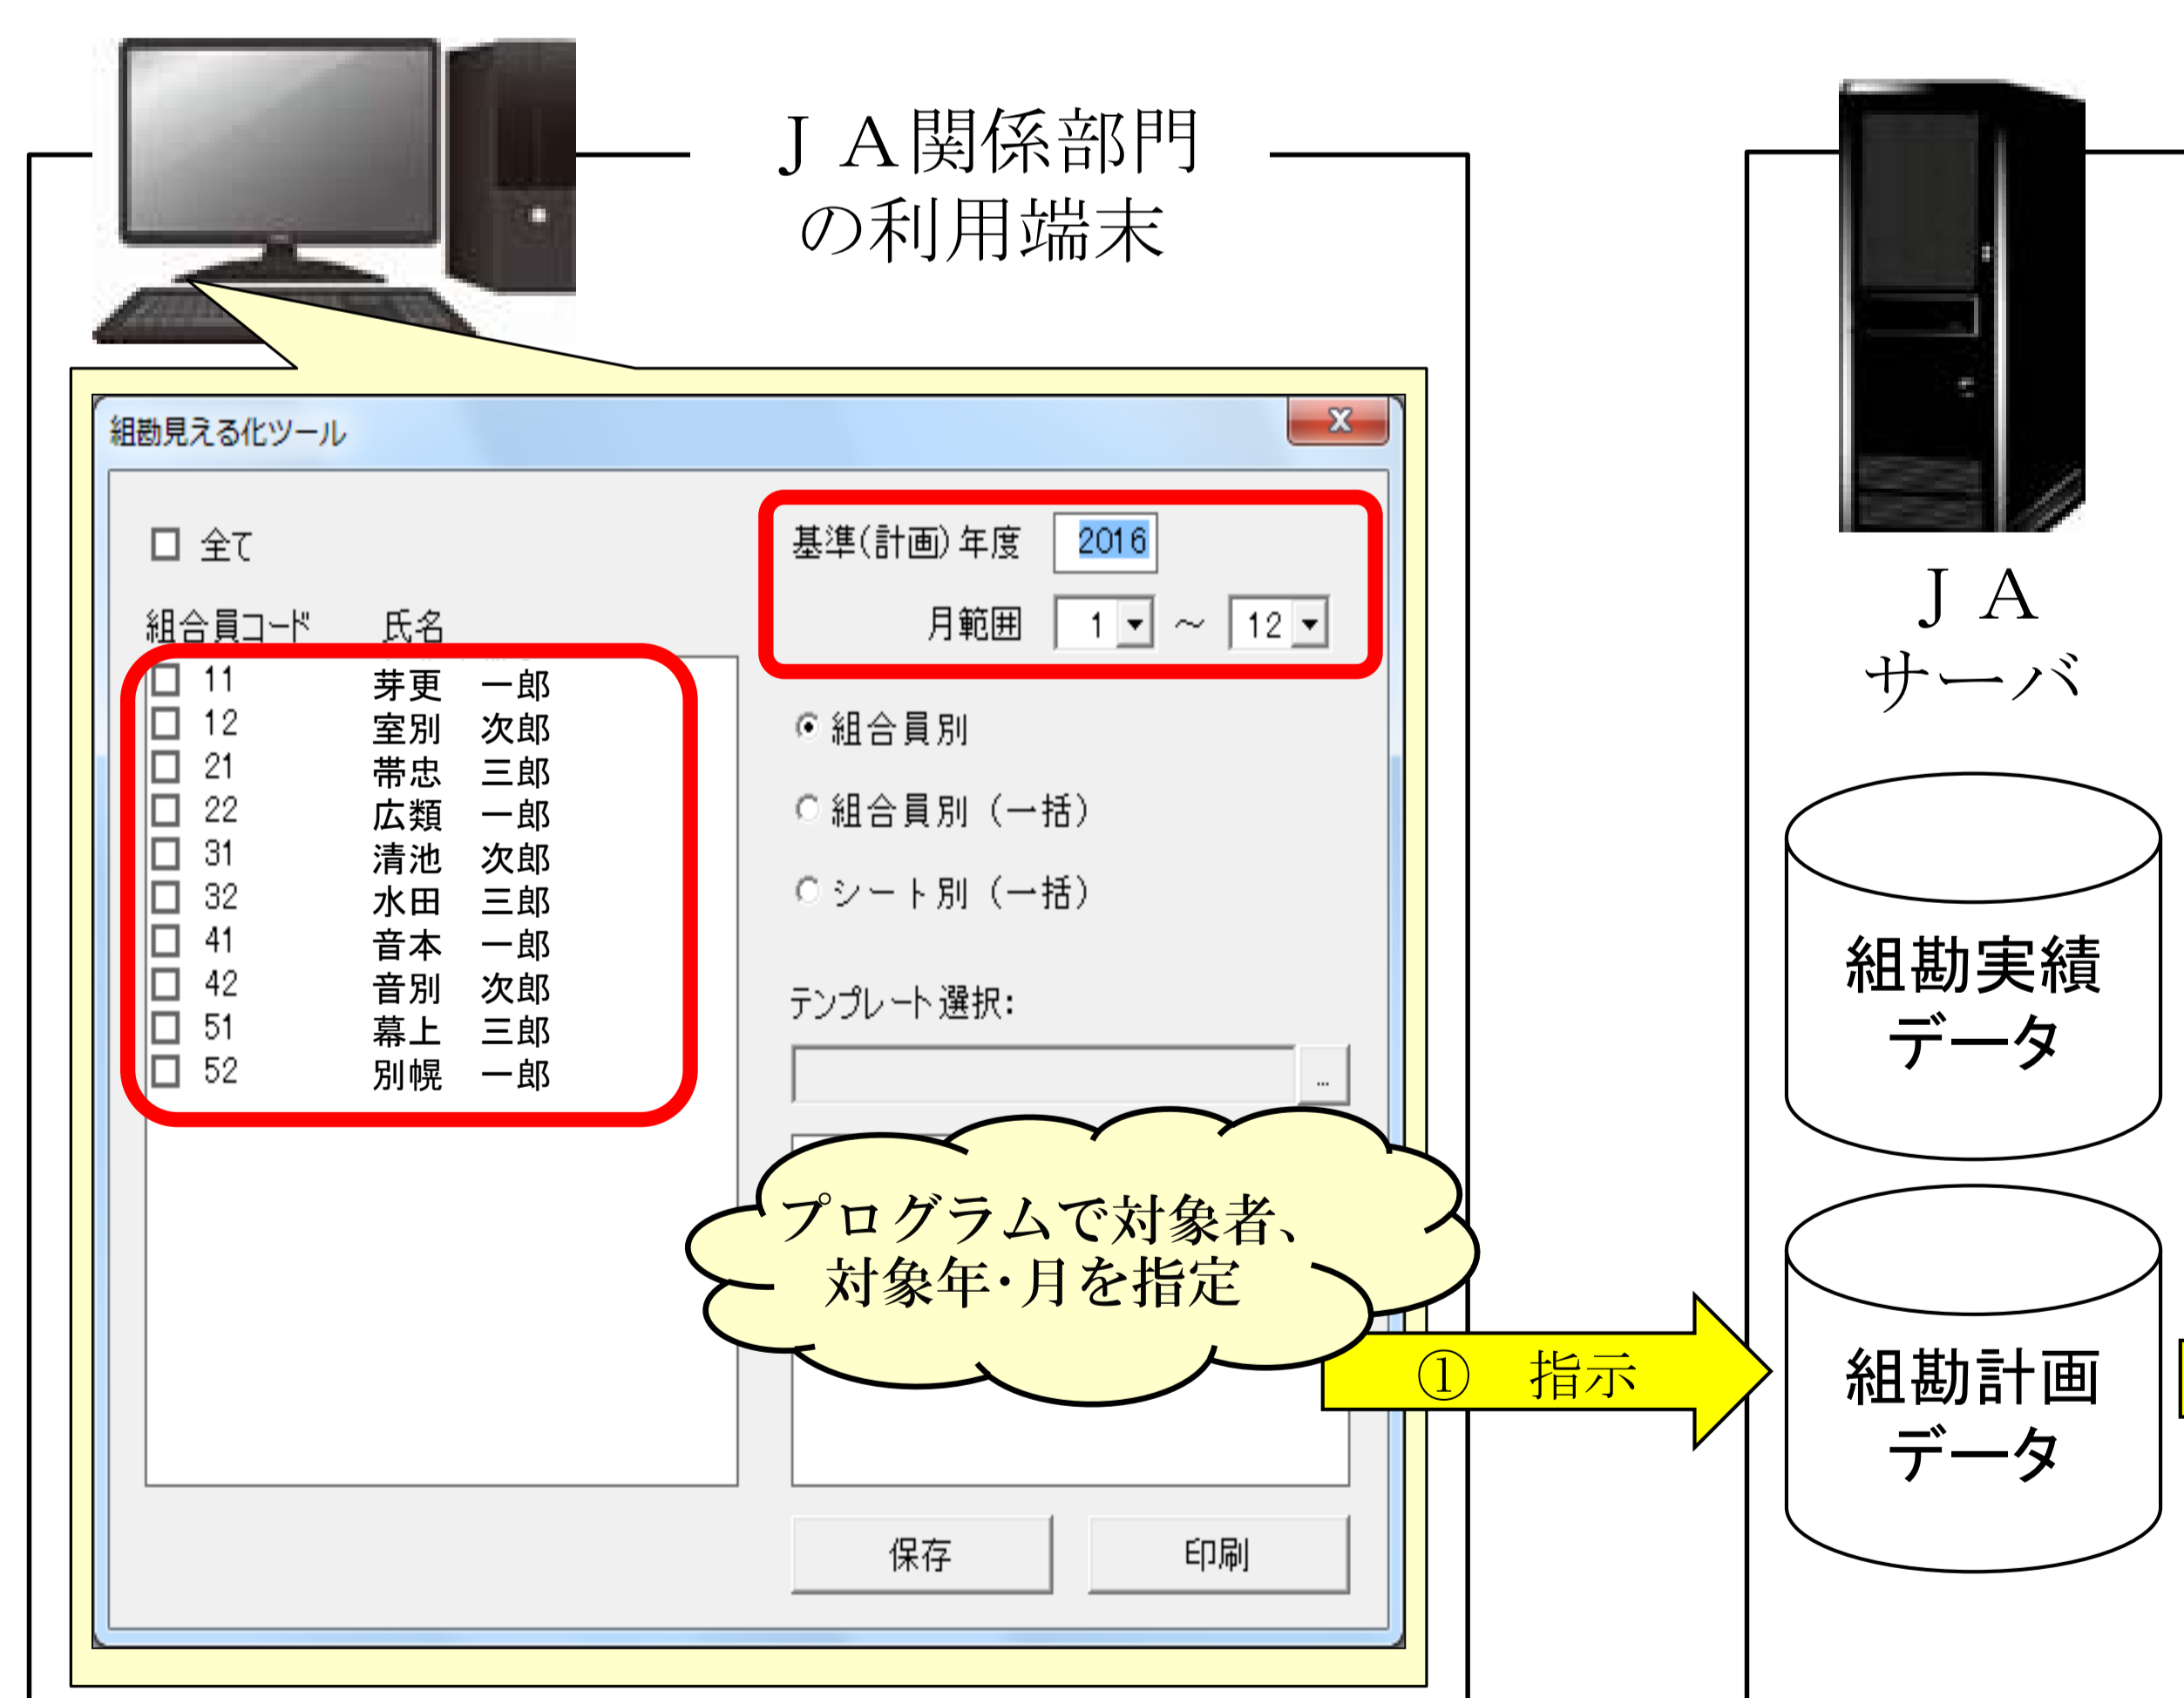 ＪＡ関係部門
の利用端末
組勘見える化ツール
全て
組合員コード 氏名
11 芽更 一郎
12 室別 次郎
21 帯忠 三郎
22 広類 一郎
31 清池 次郎
32 水田 三郎
41 音本 一郎
42 音別 次郎
51 幕上 三郎
52 別幌 一郎
基準(計画)年度 2016
月範囲 1 ～ 12
組合員別
組合員別（一括）
シート別（一括）
テンプレート選択:
...
プログラムで対象者、
対象年・月を指定
保存 印刷
① 指示
ＪＡ
サーバ
組勘実績
データ
組勘計画
データ